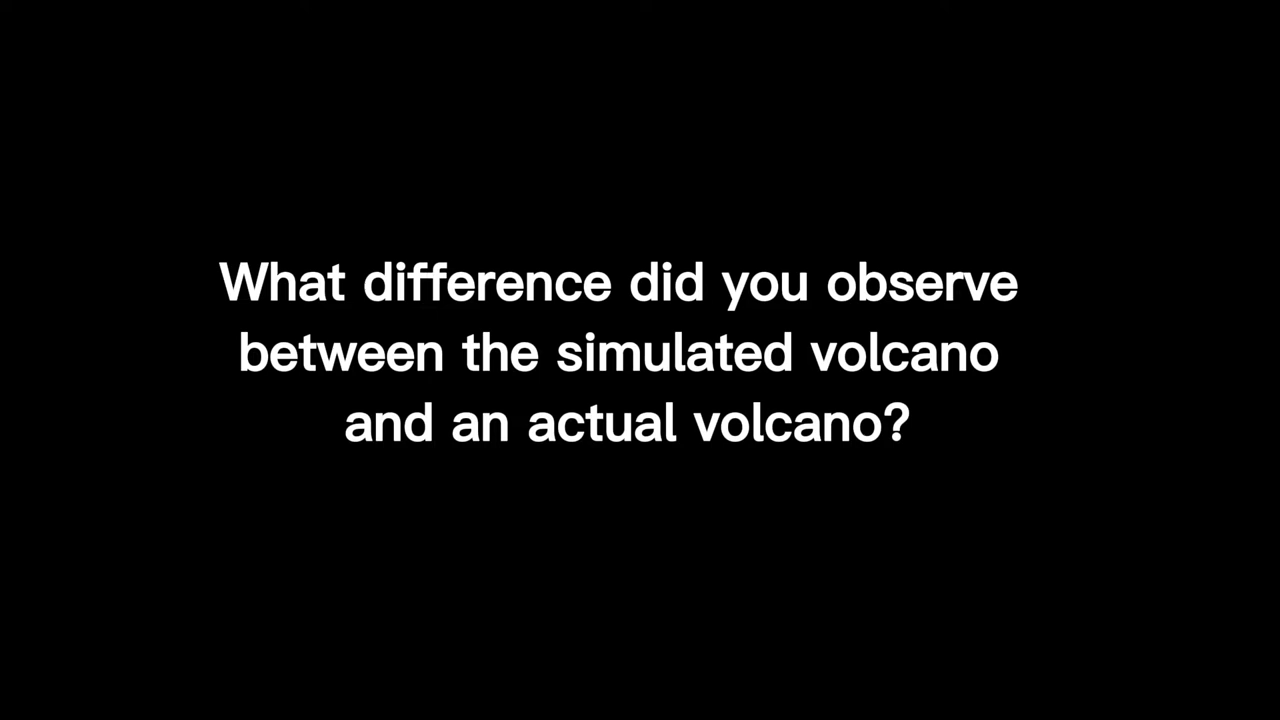 What difference did you observe
between the simulated volcano
and an actual volcano?